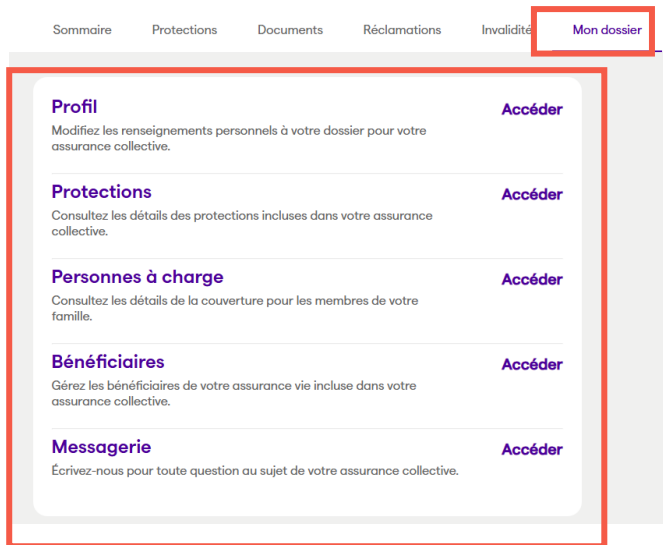 Sommaire Protections Documents Réclamations Invalidité Mon dossier
Profil Accéder
Modifiez les renseignements personnels à votre dossier pour votre
assurance collective.
Protections Accéder
Consultez les détails des protections incluses dans votre assurance
collective.
Personnes à charge Accéder
Consultez les détails de la couverture pour les membres de votre
famille.
Bénéficiaires Accéder
Gérez les bénéficiaires de votre assurance vie incluse dans votre
assurance collective.
Messagerie Accéder
Écrivez-nous pour toute question au sujet de votre assurance collective.